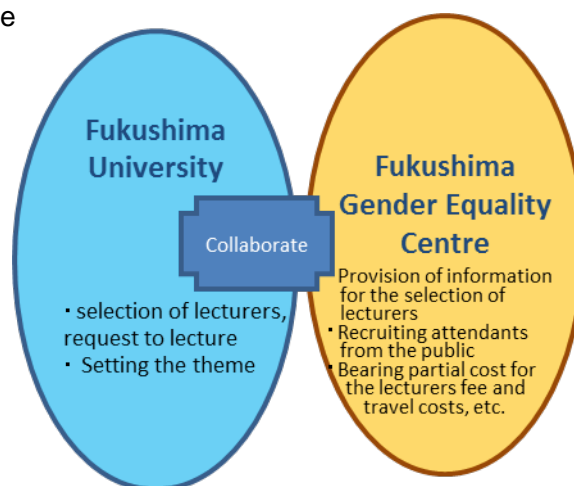 e
Fukushima
University
Collaborate
・selection of lecturers,
request to lecture
・ Setting the theme
Fukushima
Gender Equality
Centre
Provision of information
for the selection of
lecturers
・Recruiting attendants
from the public
・Bearing partial cost for
the lecturers fee and
travel costs, etc.